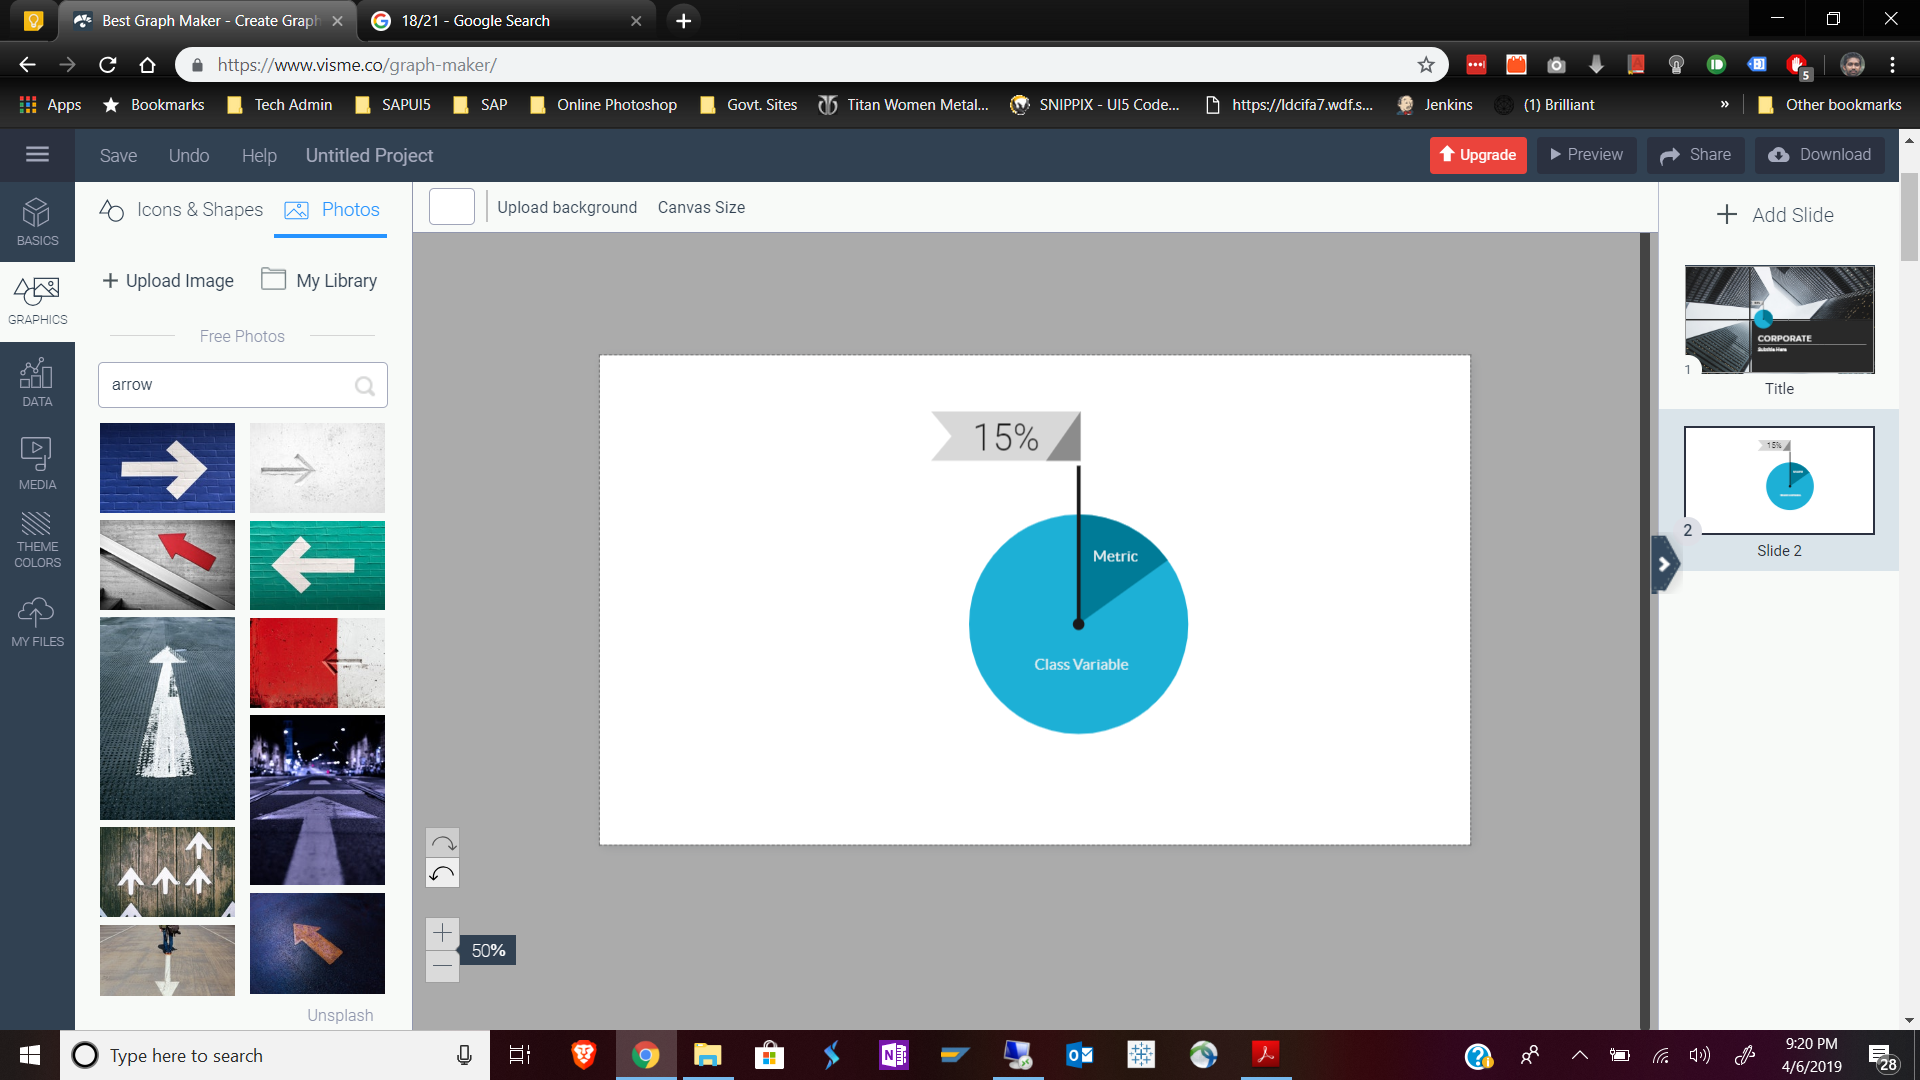 Best Graph Maker - Create Graph
18/21 - Google Search
https://www.visme.co/graph-maker/
5
Apps
Bookmarks
Tech Admin
SAPUI5
SAP
Online Photoshop
Govt. Sites
Titan Women Metal...
SNIPPIX - UI5 Code...
https://ldcifa7.wdf.s...
Jenkins
(1) Brilliant
»
Other bookmarks
Save
Undo
Help
Untitled Project
Upgrade
Preview
Share
Download
BASICS
GRAPHICS
DATA
MEDIA
THEME
COLORS
MY FILES
Icons & Shapes
Photos
Upload Image
My Library
Free Photos
arrow
Unsplash
Upload background
Canvas Size
15%
Metric
Class Variable
50%
Add Slide
CORPORATE
Subtitle Here
1
Title
15%
2
Slide 2
Type here to search
9:20 PM
4/6/2019
28